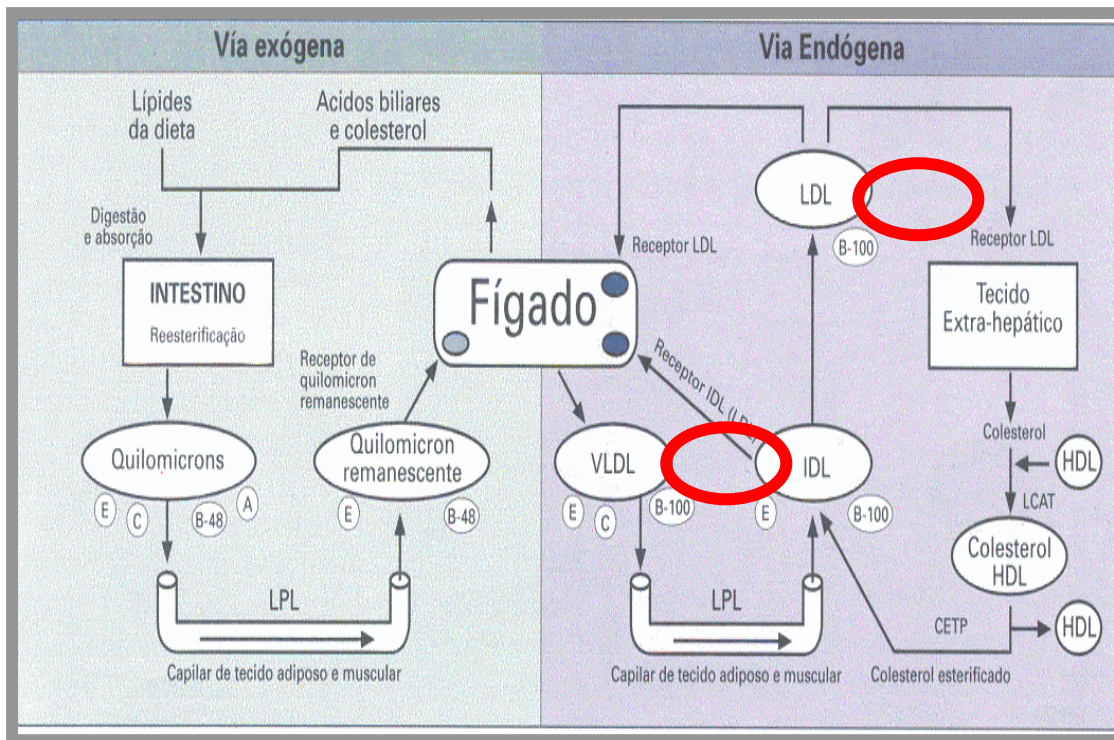 Vía exógena
Via Endógena
Lípides
da dieta
Acidos biliares
e colesterol
Digestão
e absorção
INTESTINO
Reesterificação
Receptor de
quilomicron
remanescente
Fígado
Quilomicrons
E
C
B-48
A
Quilomicron
remanescente
E
B-48
LPL
Capilar de tecido adiposo e muscular
LDL
B-100
Receptor LDL
Receptor LDL
Tecido
Extra-hepático
Receptor IDL (LDL)
VLDL
E
C
B-100
IDL
E
B-100
Colesterol
HDL
LCAT
Colesterol
HDL
CETP
HDL
LPL
Capilar de tecido adiposo e muscular
Colesterol esterificado